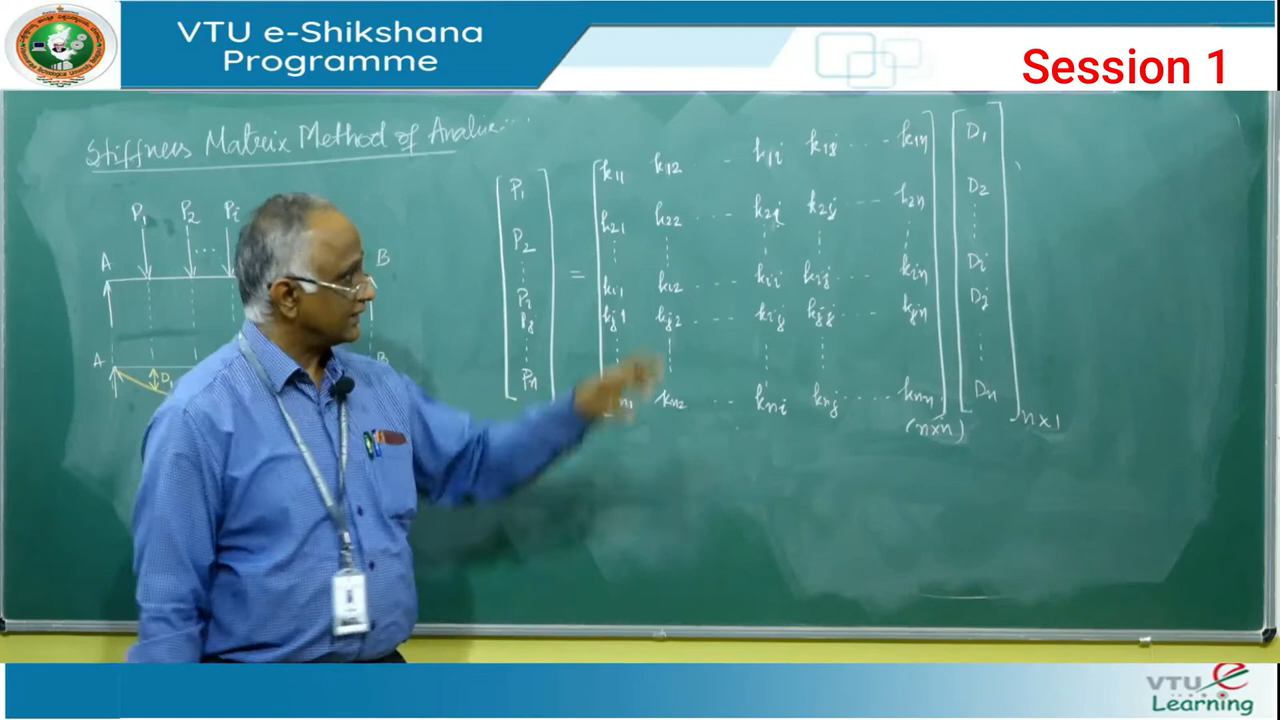 VTU e-Shikshana
Programme
Session 1
Stiffness Matrix Method of
P1 P2 Pi
A B
A B
D1
P1
P2
Pi
Pj
Pn
=
k11 k12 -- k1i k1j --- k1n
k21 k22 --- k2i k2j --- k2n
ki1 ki2 --- kii kij --- kin
kj1 kj2 --- kij kjj --- kjn
n1 kn2 -- kni knj ---- knn
(n×n)
D1
D2
Di
Dj
Dn
n×1
VTU e
Learning